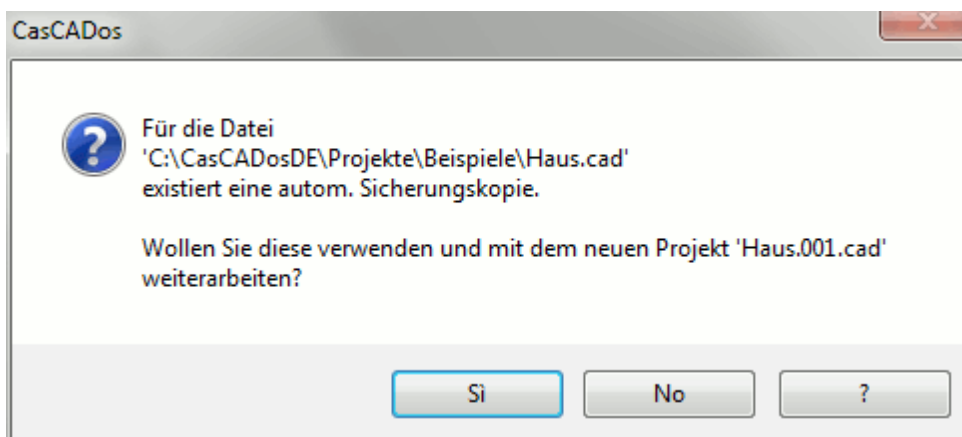 CasCADos
Für die Datei
'C:\CasCADosDE\Projekte\Beispiele\Haus.cad'
existiert eine autom. Sicherungskopie.
Wollen Sie diese verwenden und mit dem neuen Projekt 'Haus.001.cad'
weiterarbeiten?
Sì
No
?